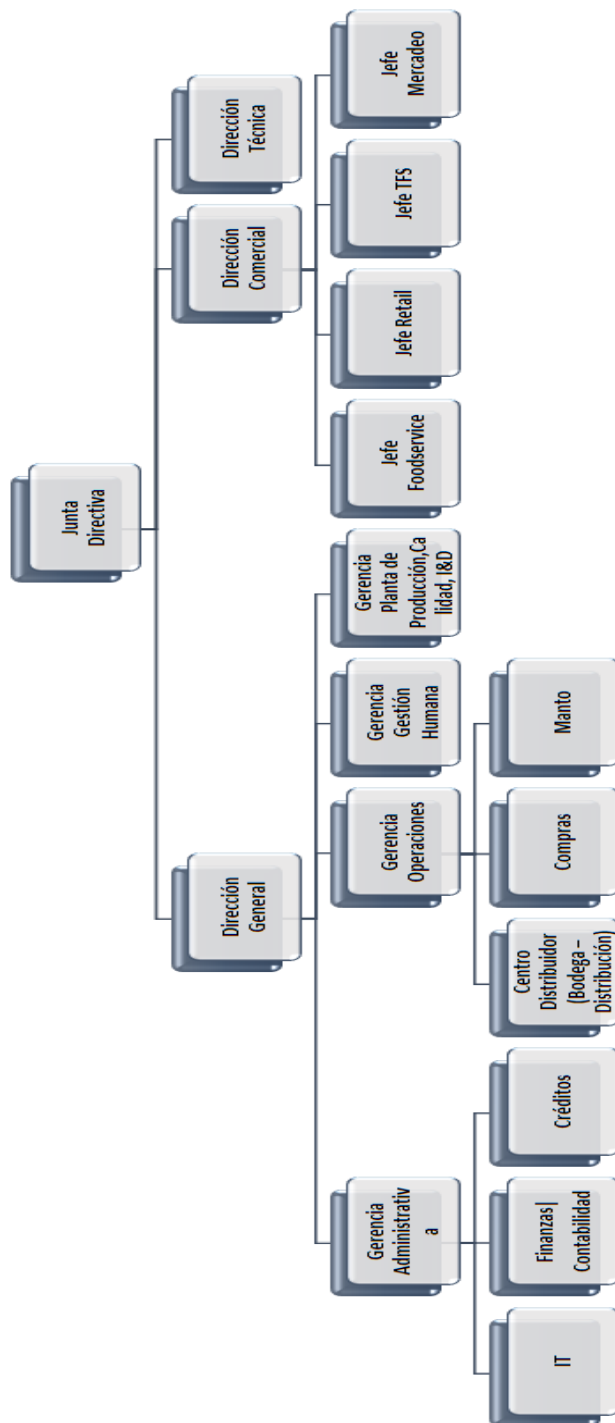 Junta
Directiva
Dirección
General
Dirección
Comercial
Dirección
Técnica
Gerencia
Administrativ
a
Gerencia
Operaciones
Gerencia
Gestión
Humana
Gerencia
Planta de
Producción,Ca
lidad, I&D
Jefe
Foodservice
Jefe Retail
Jefe TFS
Jefe
Mercadeo
IT
Finanzas|
Contabilidad
Créditos
Centro
Distribuidor
(Bodega –
Distribución)
Compras
Manto